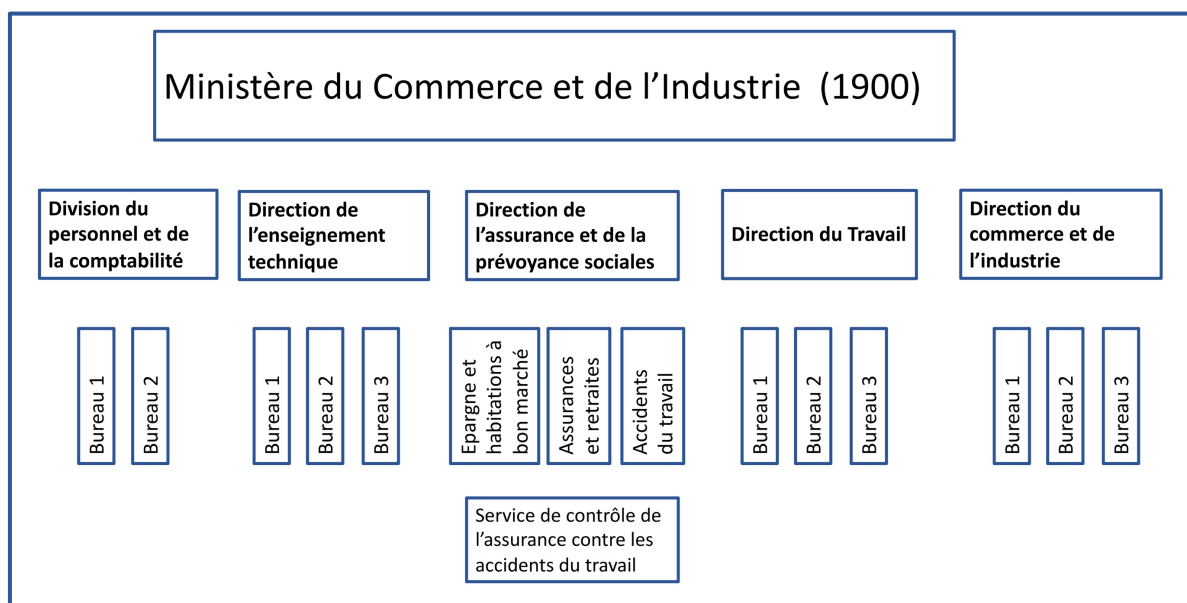 Ministère du Commerce et de l’Industrie  (1900)
Division du
personnel et de
la comptabilité
Direction de
l’enseignement
technique
Direction de
l’assurance et de la
prévoyance sociales
Direction du Travail
Direction du
commerce et de
l’industrie
Bureau 1
Bureau 2
Bureau 1
Bureau 2
Bureau 3
Epargne et
habitations à
bon marché
Assurances
et retraites
Accidents
du travail
Bureau 1
Bureau 2
Bureau 3
Bureau 1
Bureau 2
Bureau 3
Service de contrôle de
l’assurance contre les
accidents du travail